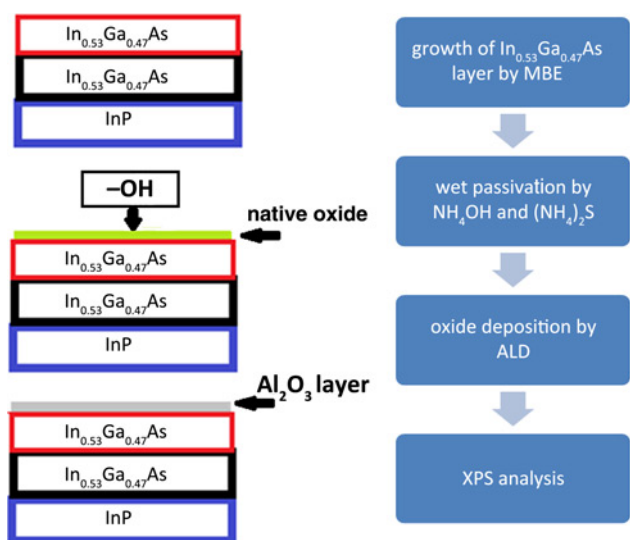 In₀.₅₃Ga₀.₄₇As
In₀.₅₃Ga₀.₄₇As
InP
–OH
native oxide
In₀.₅₃Ga₀.₄₇As
In₀.₅₃Ga₀.₄₇As
InP
Al₂O₃ layer
In₀.₅₃Ga₀.₄₇As
In₀.₅₃Ga₀.₄₇As
InP
growth of In₀.₅₃Ga₀.₄₇As
layer by MBE
wet passivation by
NH₄OH and (NH₄)₂S
oxide deposition by
ALD
XPS analysis